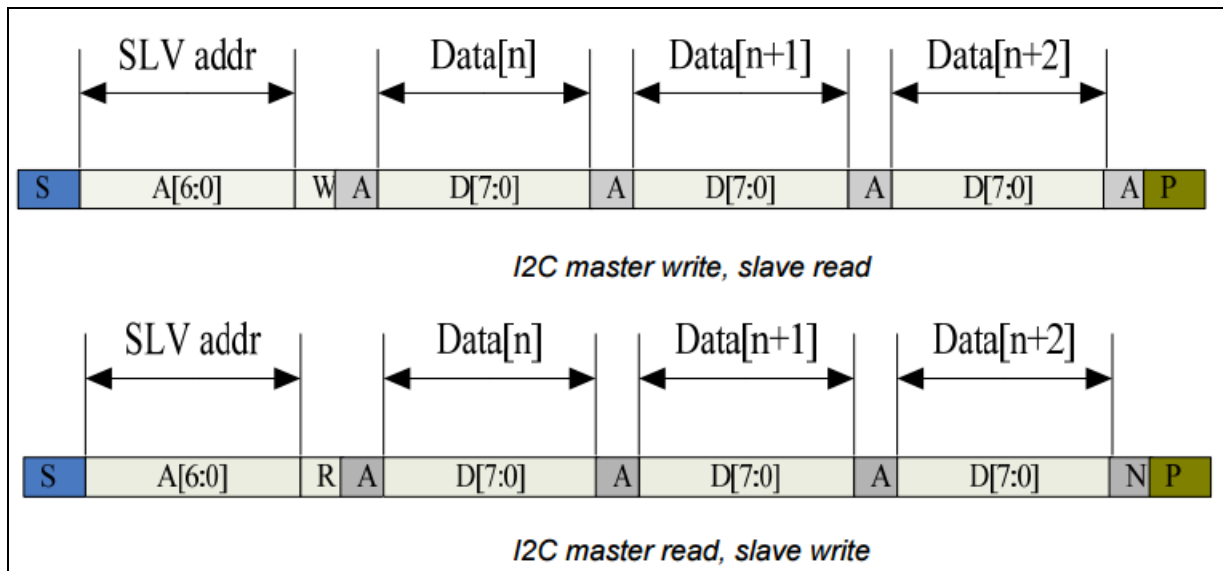 SLV addr Data[n] Data[n+1] Data[n+2]
S A[6:0] W A D[7:0] A D[7:0] A D[7:0] A P
I2C master write, slave read
SLV addr Data[n] Data[n+1] Data[n+2]
S A[6:0] R A D[7:0] A D[7:0] A D[7:0] N P
I2C master read, slave write